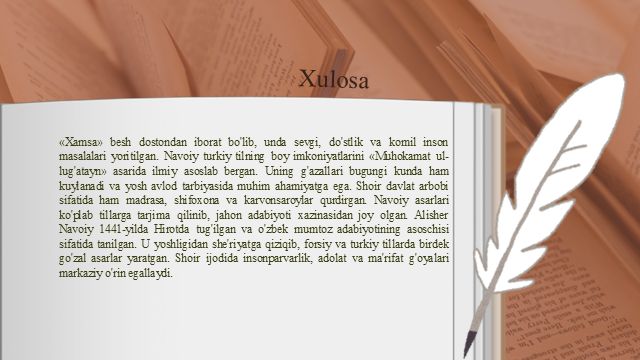 Xulosa
«Xamsa» besh dostondan iborat bo'lib, unda sevgi, do'stlik va komil inson
masalalari yoritilgan. Navoiy turkiy tilning boy imkoniyatlarini «Muhokamat ul-
lug'atayn» asarida ilmiy asoslab bergan. Uning g'azallari bugungi kunda ham
kuylanadi va yosh avlod tarbiyasida muhim ahamiyatga ega. Shoir davlat arbobi
sifatida ham madrasa, shifoxona va karvonsaroylar qurdirgan. Navoiy asarlari
ko'plab tillarga tarjima qilinib, jahon adabiyoti xazinasidan joy olgan. Alisher
Navoiy 1441-yilda Hirotda tug'ilgan va o'zbek mumtoz adabiyotining asoschisi
sifatida tanilgan. U yoshligidan she'riyatga qiziqib, forsiy va turkiy tillarda birdek
go'zal asarlar yaratgan. Shoir ijodida insonparvarlik, adolat va ma'rifat g'oyalari
markaziy o'rin egallaydi.